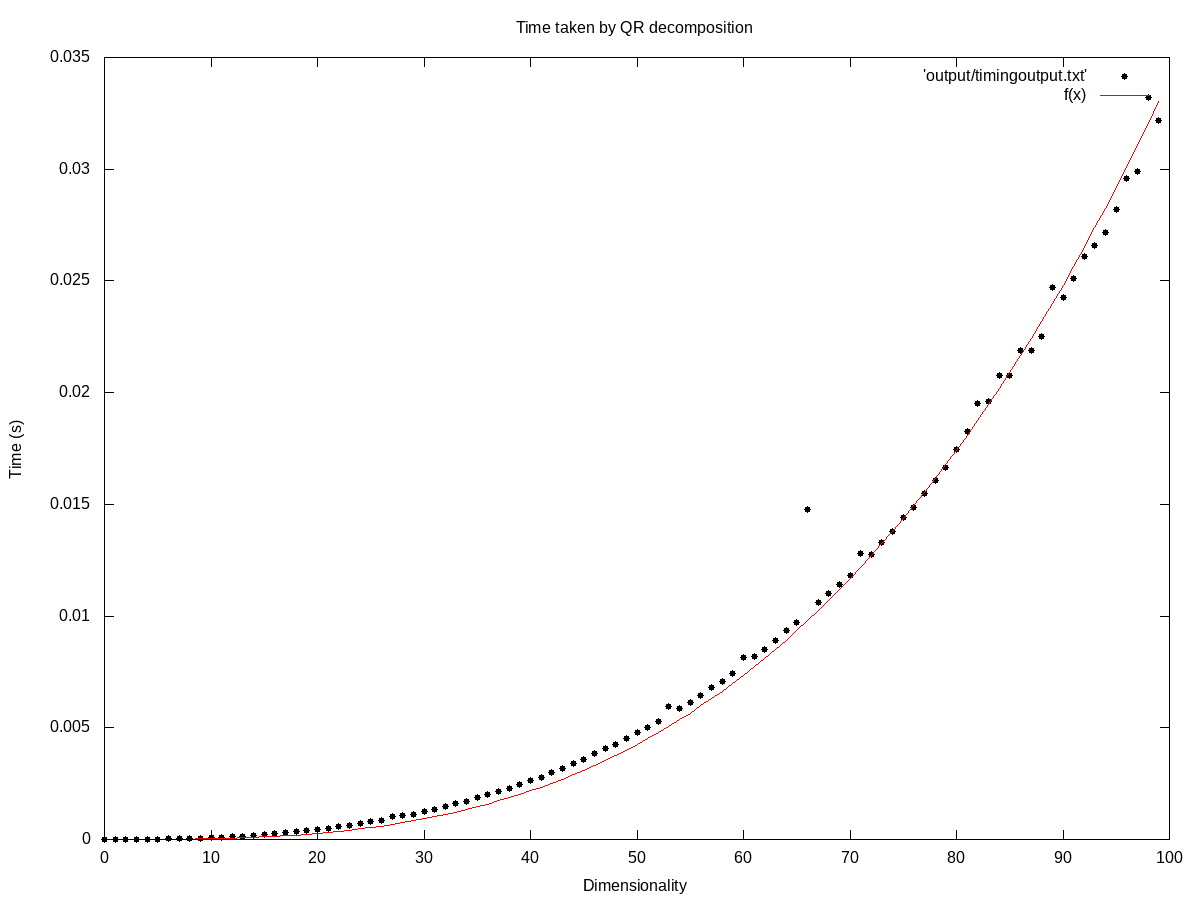 Time taken by QR decomposition
0.035
0.03
0.025
0.02
0.015
0.01
0.005
0
'output/timingoutput.txt'
f(x)
Time (s)
0 10 20 30 40 50 60 70 80 90 100
Dimensionality